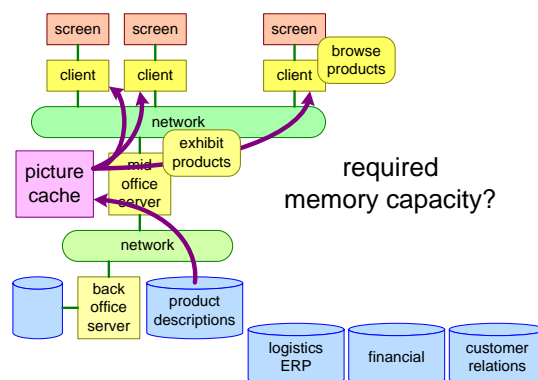 screen
screen
screen
client
client
client
browse
products
network
exhibit
products
picture
cache
mid
office
server
required
memory capacity?
network
back
office
server
product
descriptions
logistics
ERP
financial
customer
relations